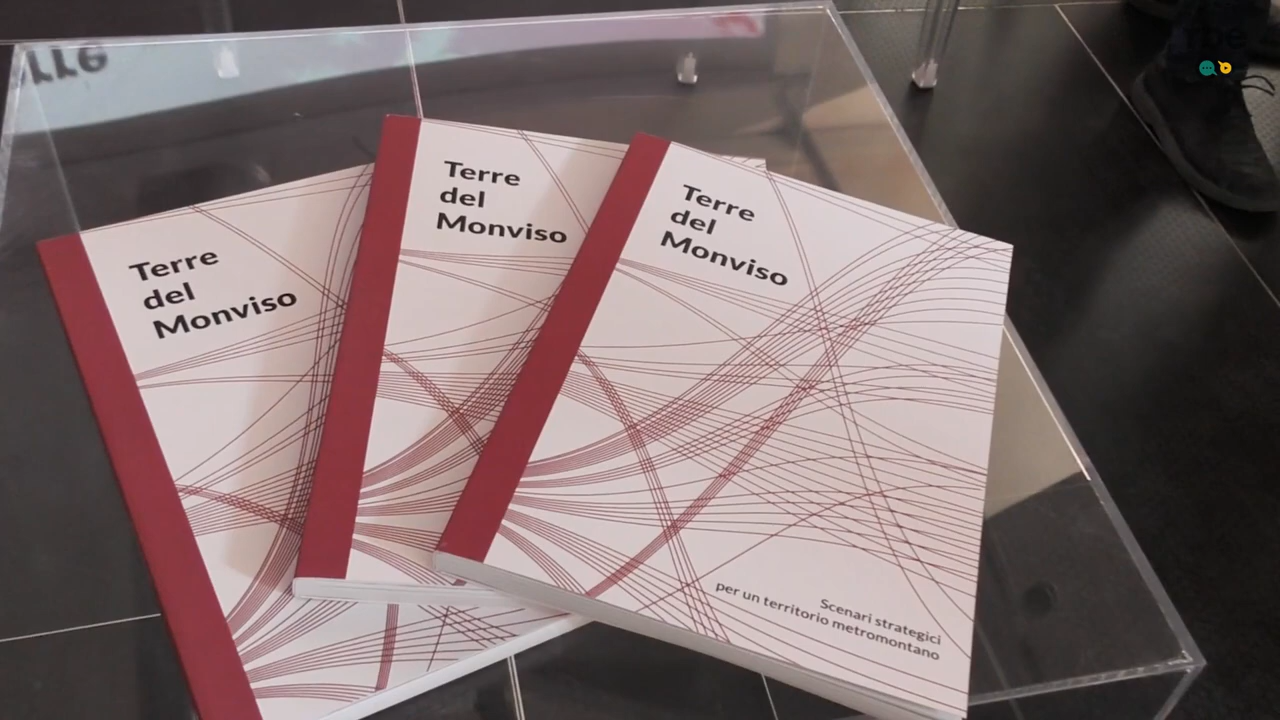 Terre
del
Monviso
Terre
del
Monviso
Terre
del
Monviso
Scenari strategici
per un territorio metromontano